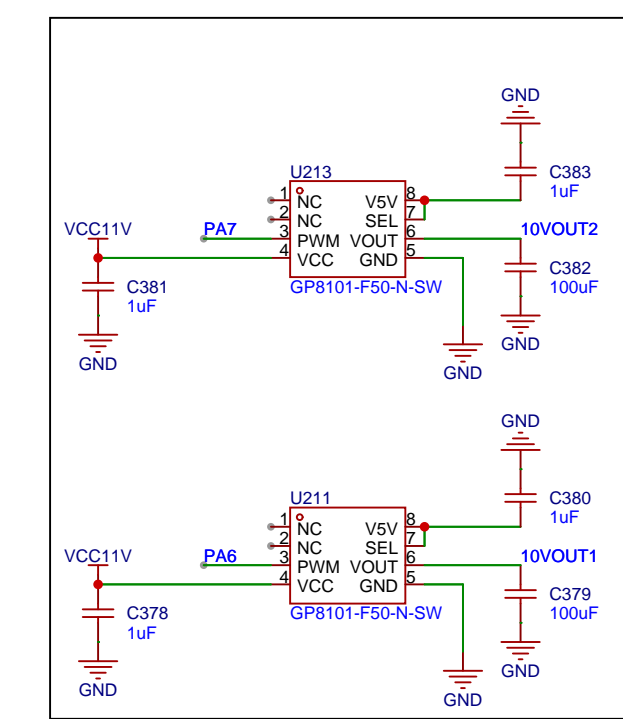 GND
U213
C383
1uF
1
NC
V5V
8
2
NC
SEL
7
VCC11V
PA7
3
PWM
VOUT
6
10VOUT2
4
VCC
GND
5
C382
100uF
C381
1uF
GP8101-F50-N-SW
GND
GND
GND
GND
U211
C380
1uF
1
NC
V5V
8
2
NC
SEL
7
VCC11V
PA6
3
PWM
VOUT
6
10VOUT1
4
VCC
GND
5
C379
100uF
C378
1uF
GP8101-F50-N-SW
GND
GND
GND